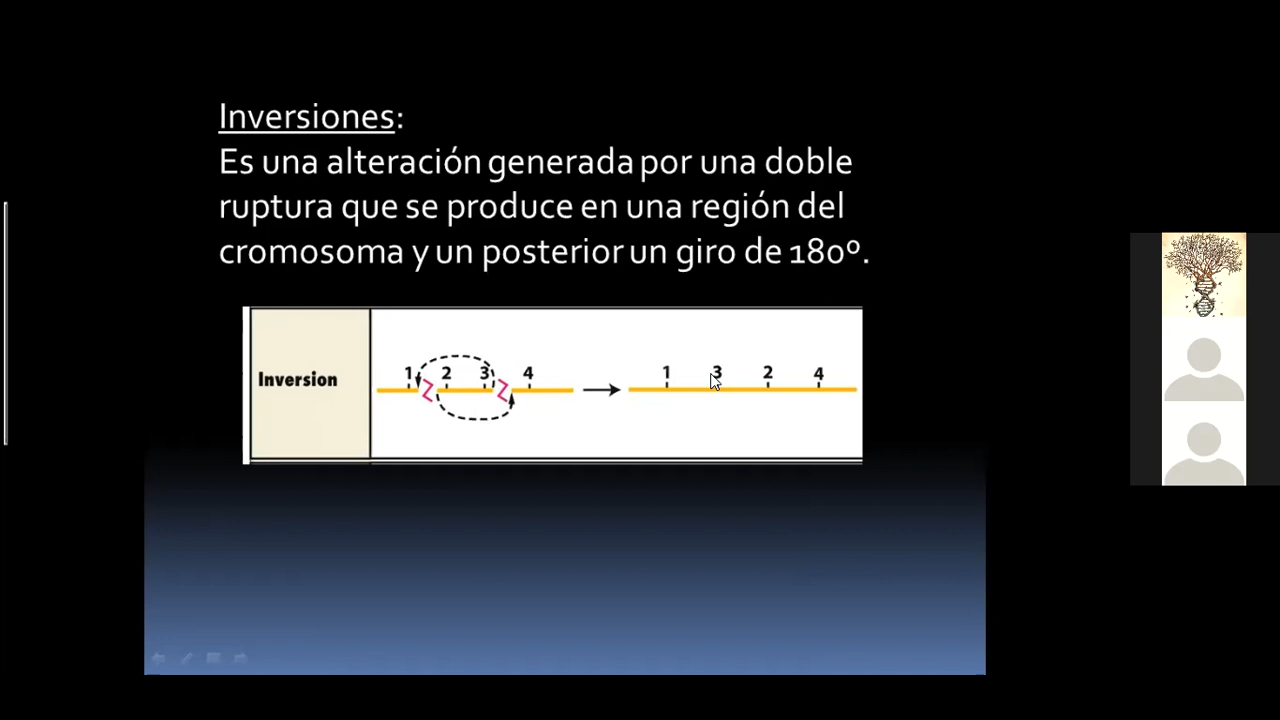 Inversiones:
Es una alteración generada por una doble
ruptura que se produce en una región del
cromosoma y un posterior un giro de 180º.
Inversion
1 2 3 4
1 3 2 4